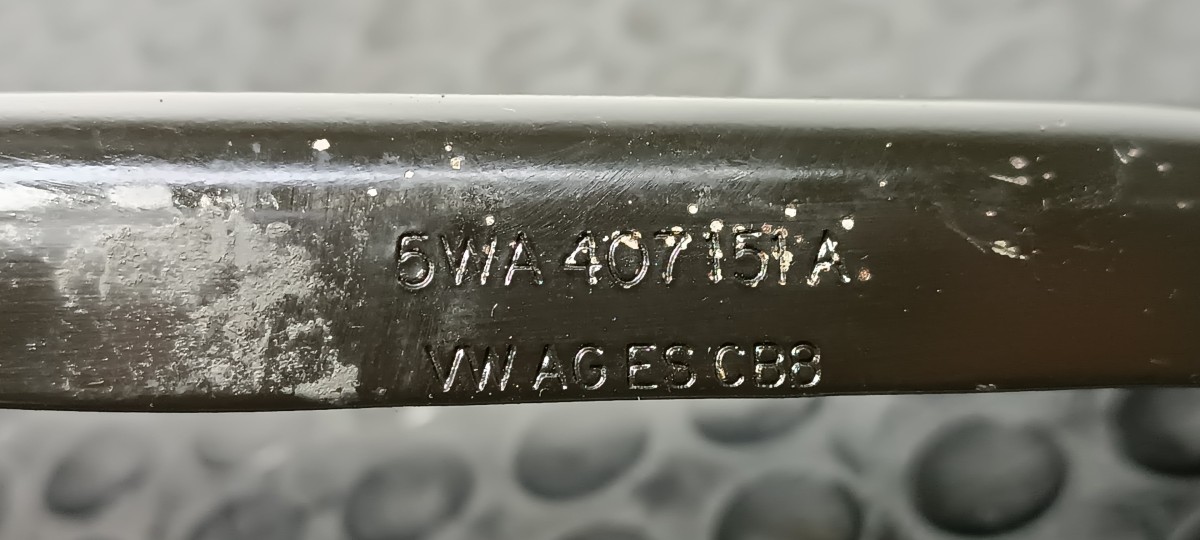 5WA 407 151 A
VW AG ES CB8